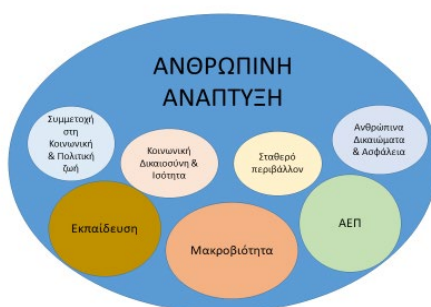 ΑΝΘΡΩΠΙΝΗ
ΑΝΑΠΤΥΞΗ
Συμμετοχή
στη
Κοινωνική
& Πολιτική
ζωή
Κοινωνική
Δικαιοσύνη &
Ισότητα
Σταθερό
περιβάλλον
Ανθρώπινα
Δικαιώματα
& Ασφάλεια
Εκπαίδευση
Μακροβιότητα
ΑΕΠ